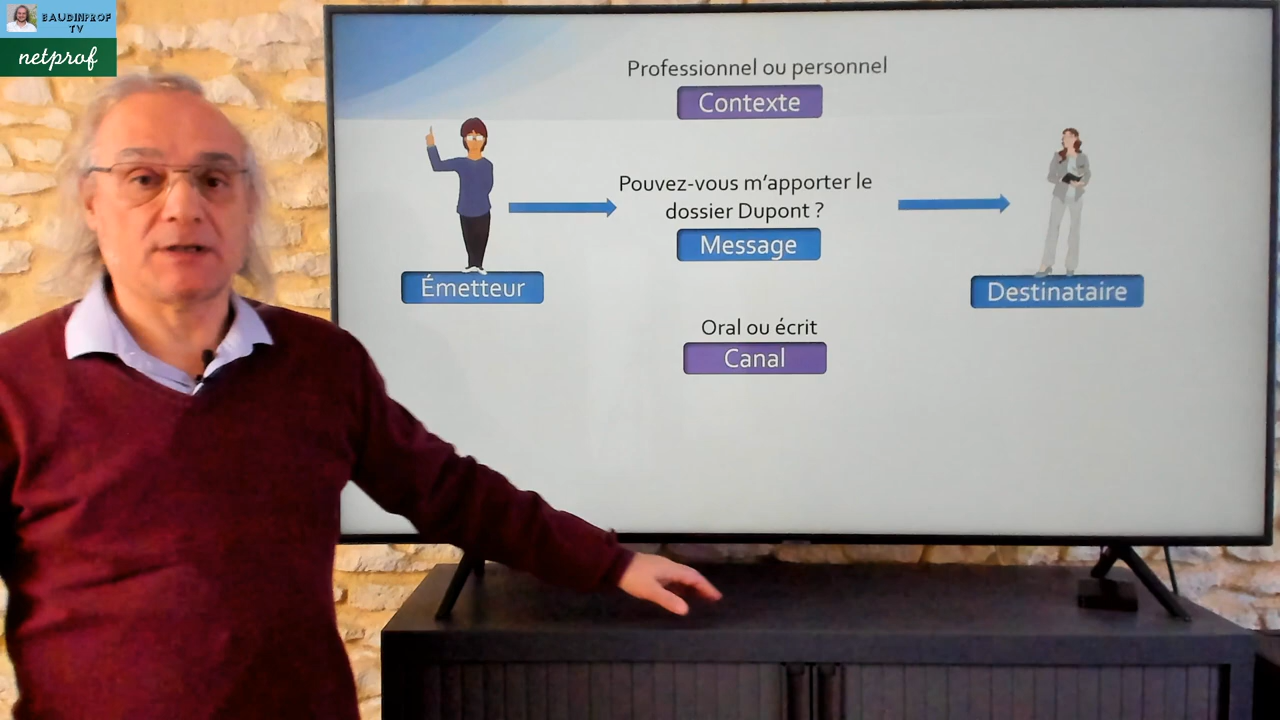 BAUDINPROF
TV
netprof
Professionnel ou personnel
Contexte
Pouvez-vous m'apporter le
dossier Dupont ?
Message
Émetteur
Destinataire
Oral ou écrit
Canal